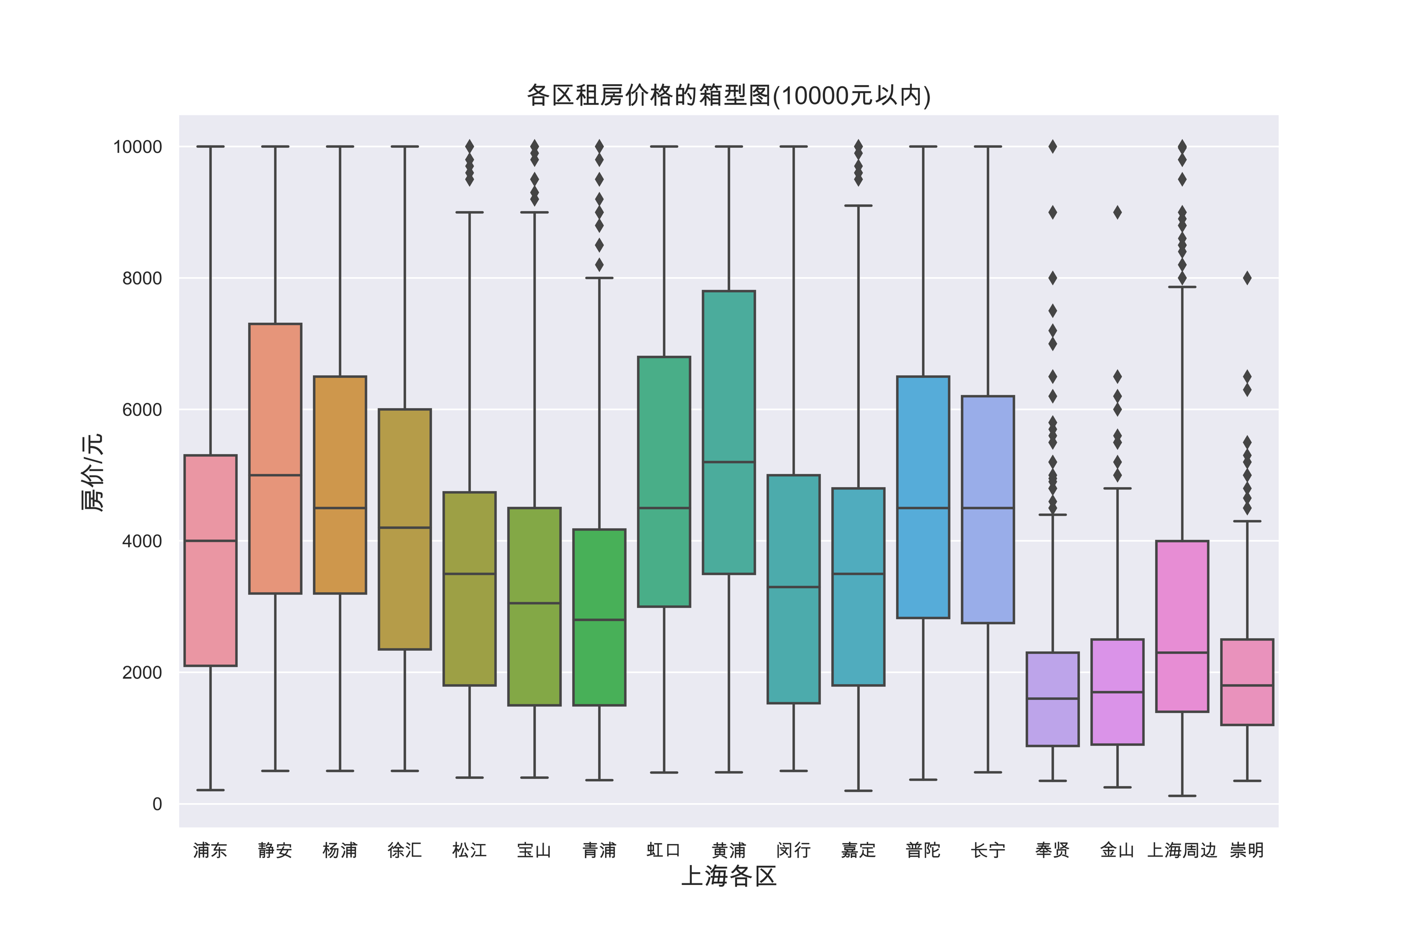 各区租房价格的箱型图(10000元以内)
10000
8000
6000
4000
2000
0
房价/元
浦东 静安 杨浦 徐汇 松江 宝山 青浦 虹口 黄浦 闵行 嘉定 普陀 长宁 奉贤 金山 上海周边 崇明
上海各区